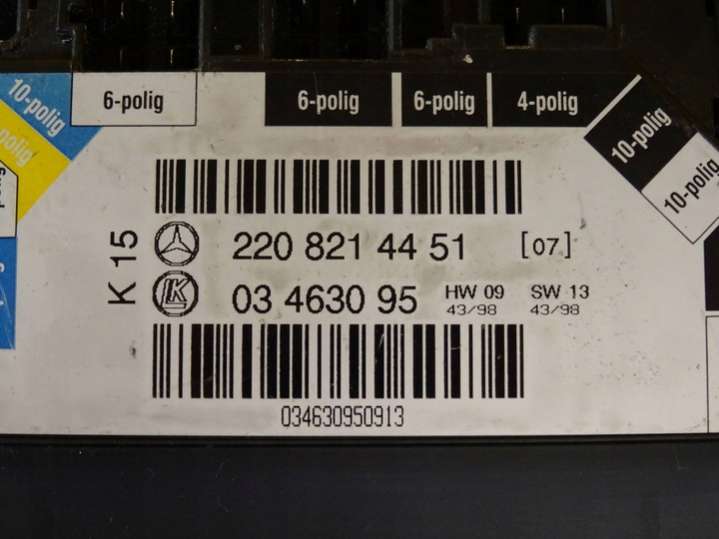 10-polig
6-polig
6-polig
6-polig
4-polig
10-polig
10-polig
K 15
220 821 44 51 [07]
LK
03 4630 95 HW 09 SW 13
43/98 43/98
034630950913